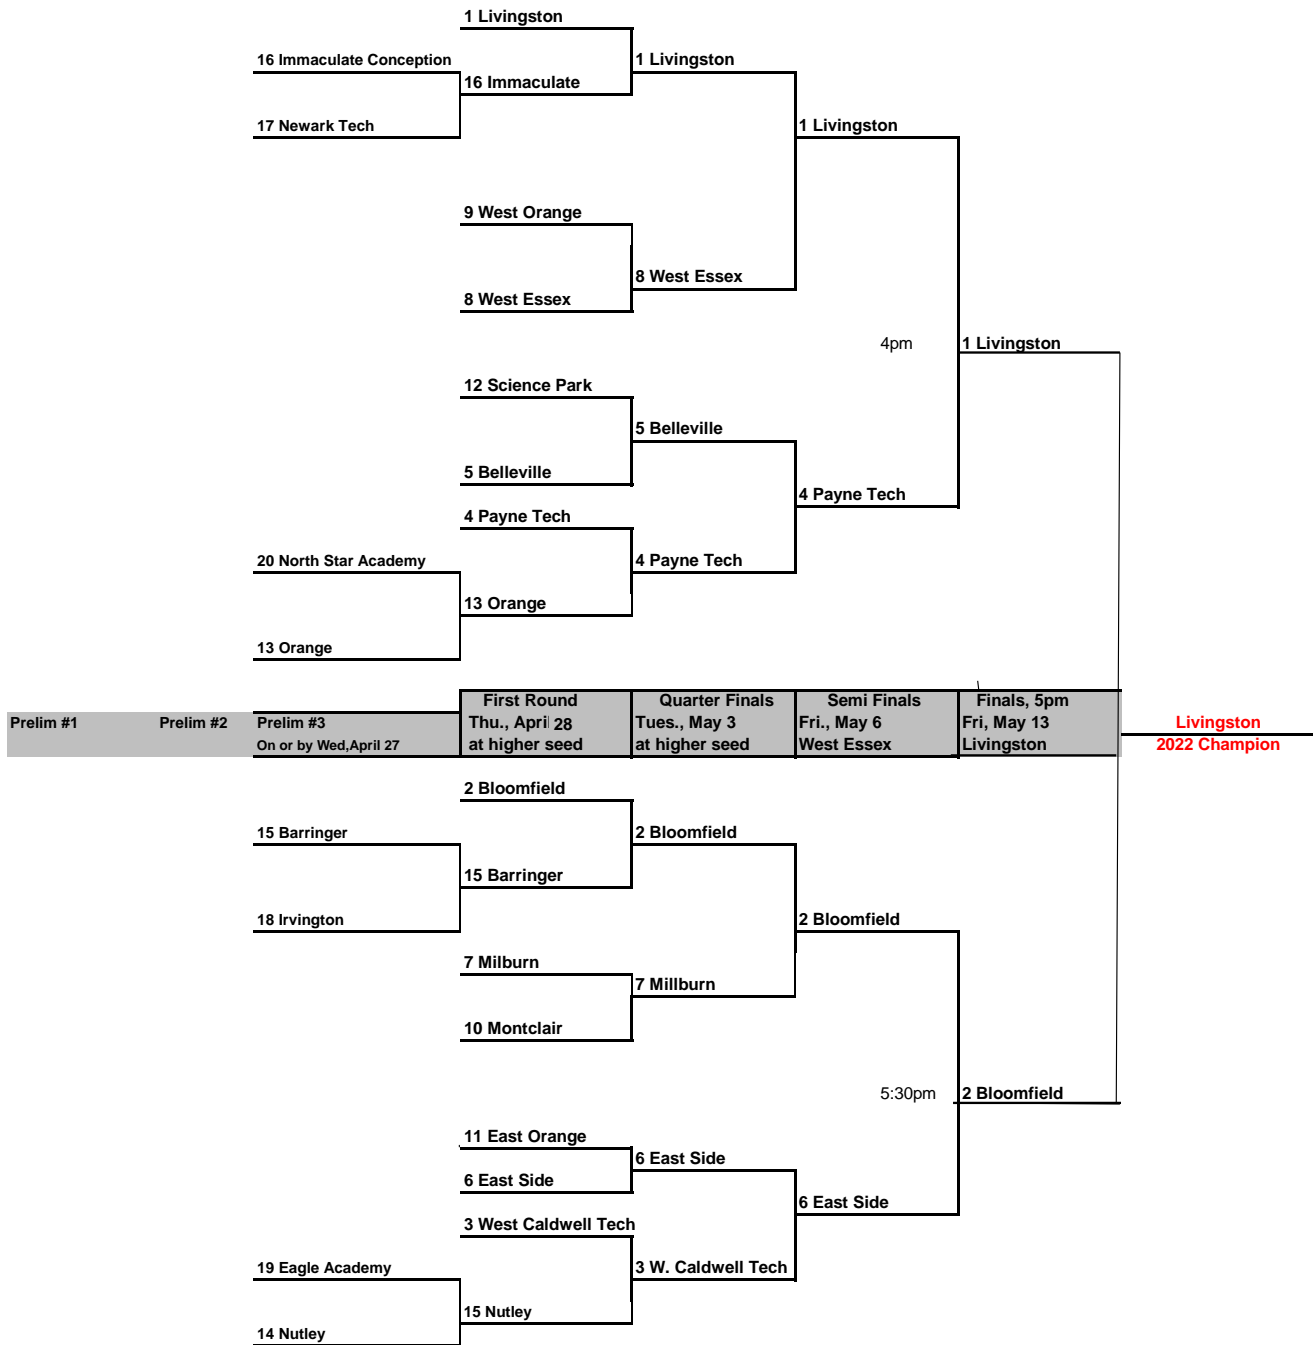 1 Livingston
16 Immaculate Conception
1 Livingston
16 Immaculate
17 Newark Tech
1 Livingston
9 West Orange
8 West Essex
8 West Essex
4pm
1 Livingston
12 Science Park
5 Belleville
5 Belleville
4 Payne Tech
4 Payne Tech
20 North Star Academy
4 Payne Tech
13 Orange
13 Orange
First Round
Quarter Finals
Semi Finals
Finals, 5pm
Prelim #1
Prelim #2
Prelim #3
Thu., April 28
Tues., May 3
Fri., May 6
Fri, May 13
Livingston
On or by Wed,April 27
at higher seed
at higher seed
West Essex
Livingston
2022 Champion
2 Bloomfield
15 Barringer
2 Bloomfield
15 Barringer
18 Irvington
2 Bloomfield
7 Milburn
7 Millburn
10 Montclair
5:30pm
2 Bloomfield
11 East Orange
6 East Side
6 East Side
6 East Side
3 West Caldwell Tech
19 Eagle Academy
3 W. Caldwell Tech
15 Nutley
14 Nutley